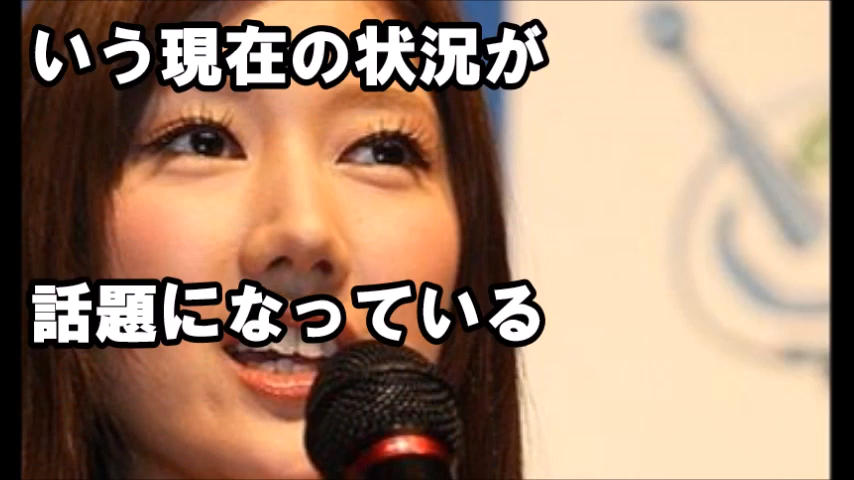 いう現在の状況が
話題になっている